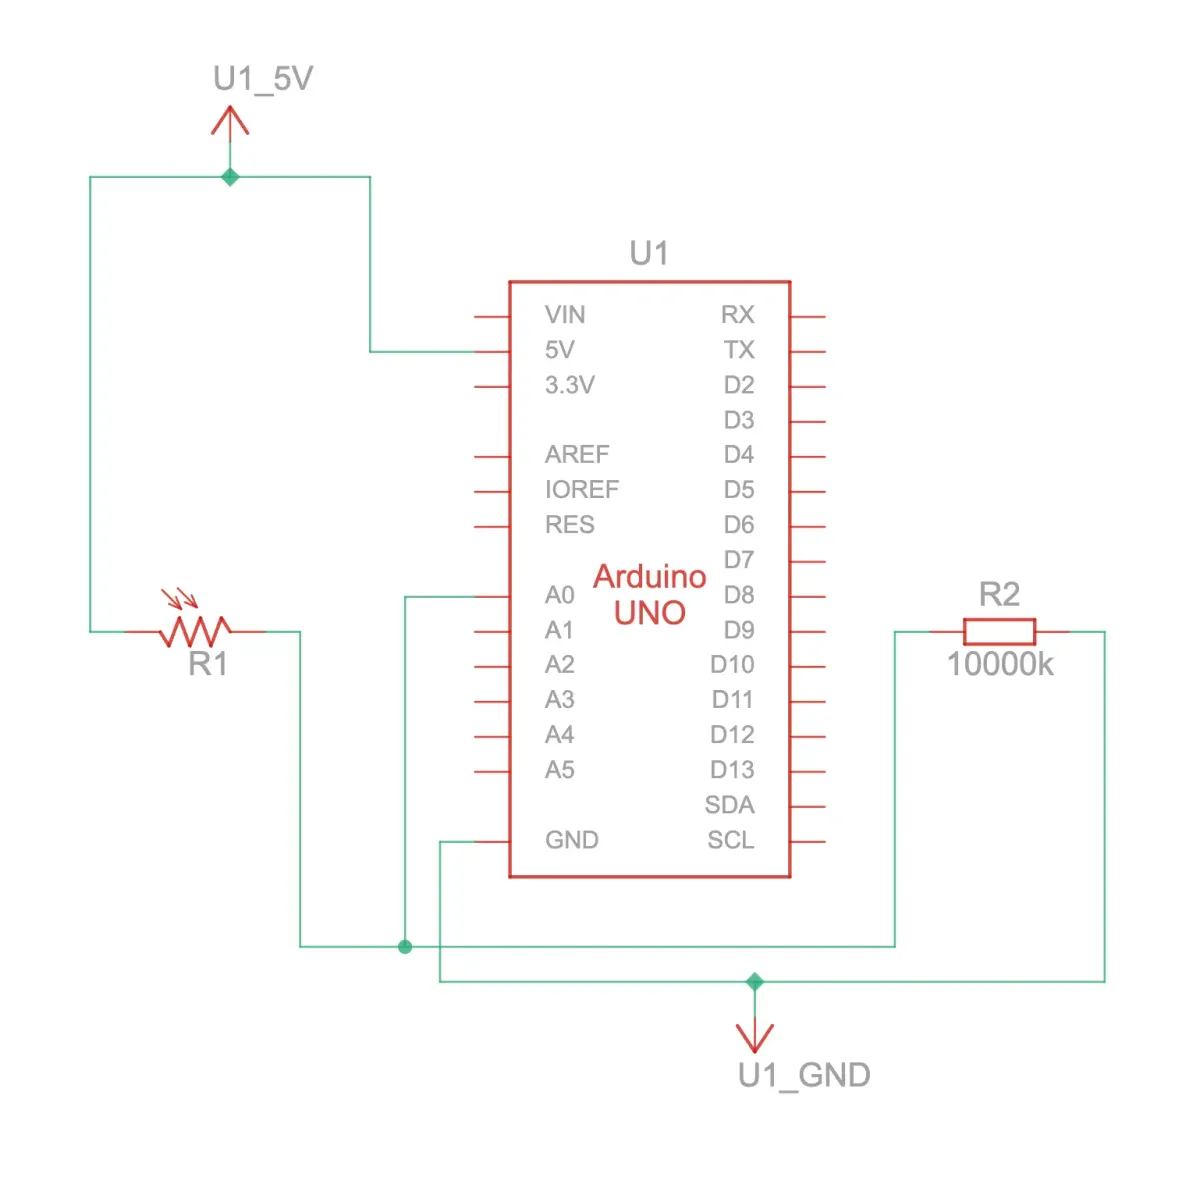 U1_5V
U1
VIN
5V
3.3V
AREF
IOREF
RES
A0
A1
A2
A3
A4
A5
GND
Arduino
UNO
RX
TX
D2
D3
D4
D5
D6
D7
D8
D9
D10
D11
D12
D13
SDA
SCL
R1
R2
10000k
U1_GND